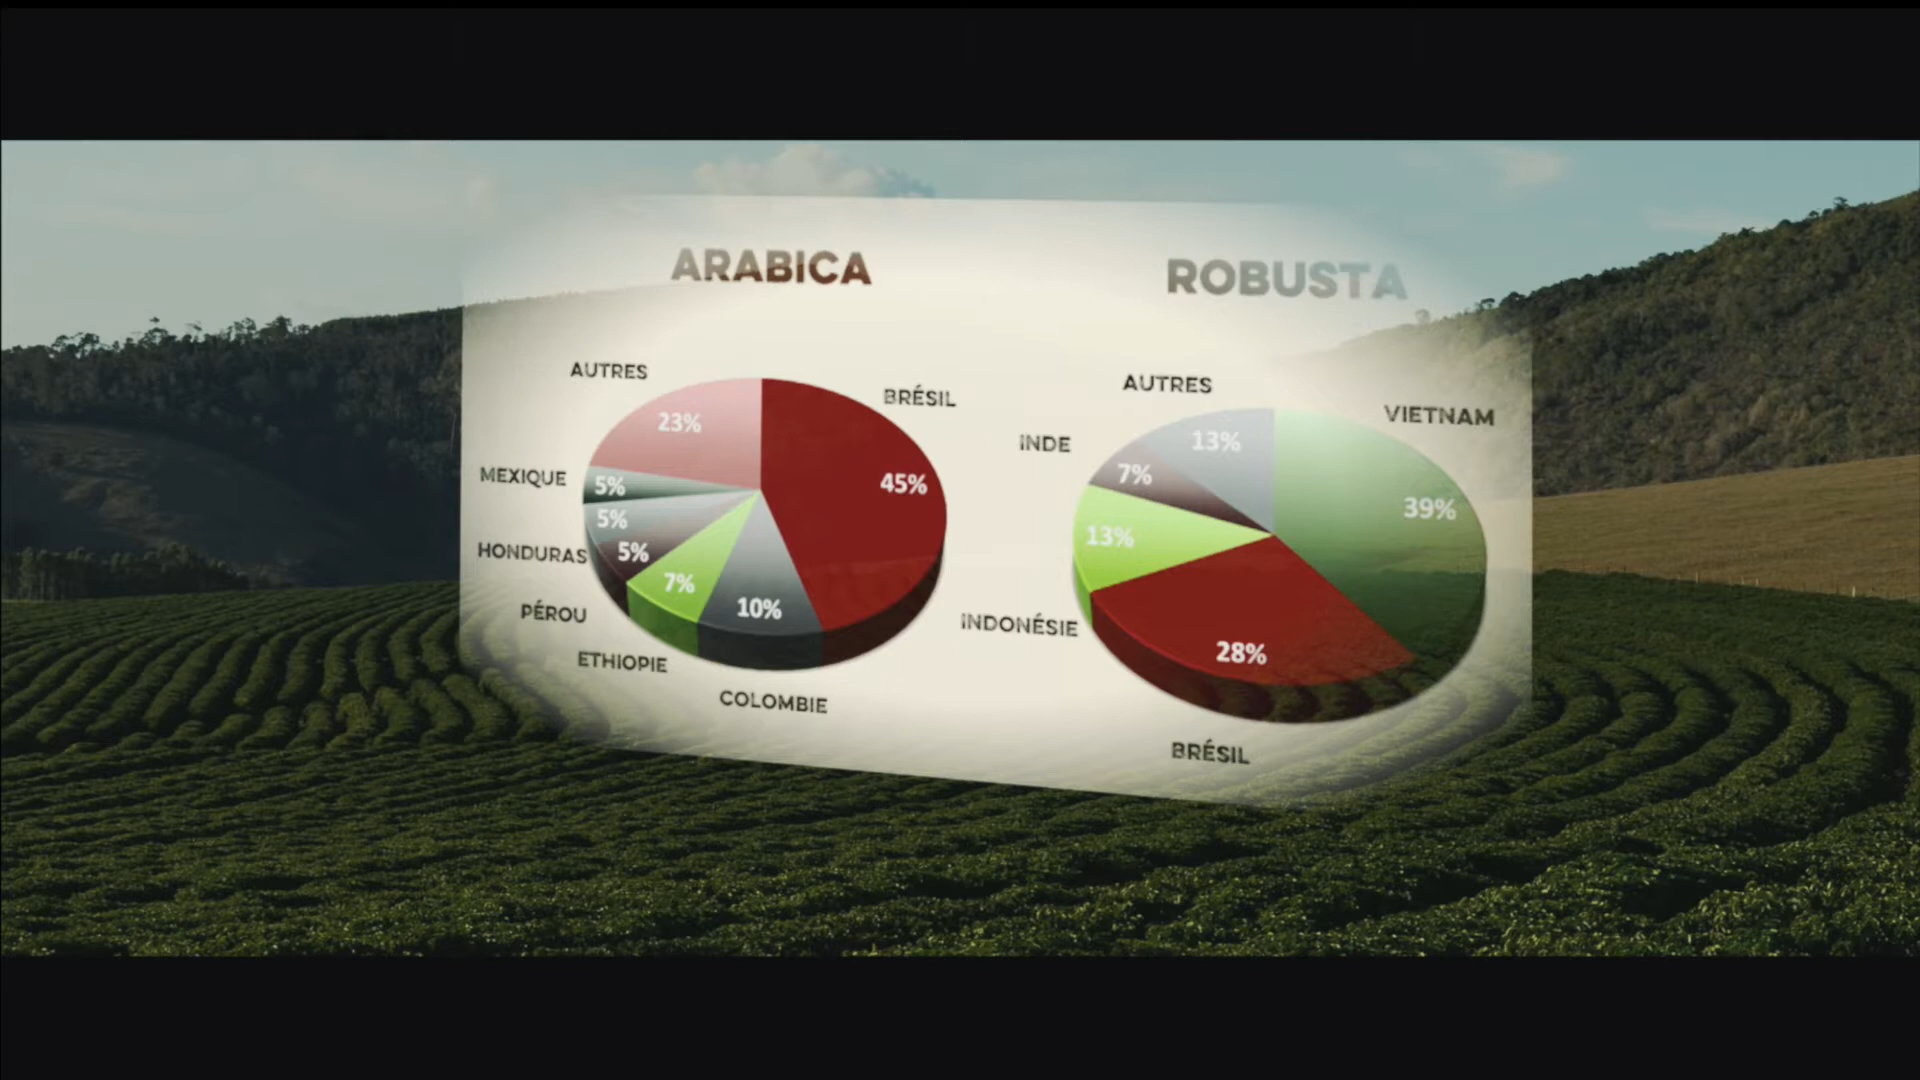 ARABICA
AUTRES
BRÉSIL
23%
45%
MEXIQUE
5%
5%
HONDURAS
5%
7%
10%
PÉROU
ETHIOPIE
COLOMBIE
ROBUSTA
AUTRES
VIETNAM
INDE
13%
7%
39%
13%
INDONÉSIE
28%
BRÉSIL